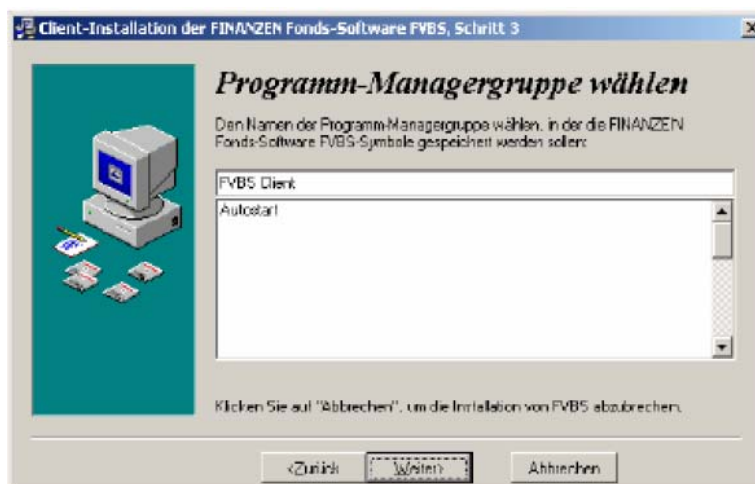 Client-Installation der FINANZEN Fonds-Software FVBS, Schritt 3
Programm-Managergruppe wählen
Den Namen der Programm-Managergruppe wählen, in der die FINANZEN
Fonds-Software FVBS-Symbole gespeichert werden sollen:
FVBS Client
Autostart
Klicken Sie auf "Abbrechen", um die Installation von FVBS abzubrechen.
<Zurück Weiter> Abbrechen